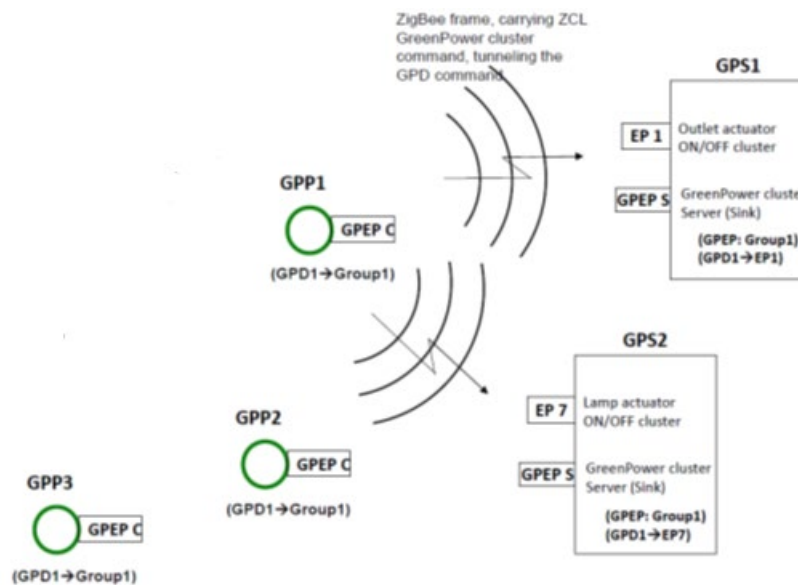 ZigBee frame, carrying ZCL
GreenPower cluster
command, tunneling the
GPD command
GPS1
EP 1
Outlet actuator
ON/OFF cluster
GPEP S
GreenPower cluste
Server (Sink)
(GPEP: Group1)
(GPD1→EP1)
GPP1
GPEP C
(GPD1→Group1)
GPS2
EP 7
Lamp actuator
ON/OFF cluster
GPEP S
GreenPower cluster
Server (Sink)
(GPEP: Group1)
(GPD1→EP7)
GPP2
GPEP C
(GPD1→Group1)
GPP3
GPEP C
(GPD1→Group1)